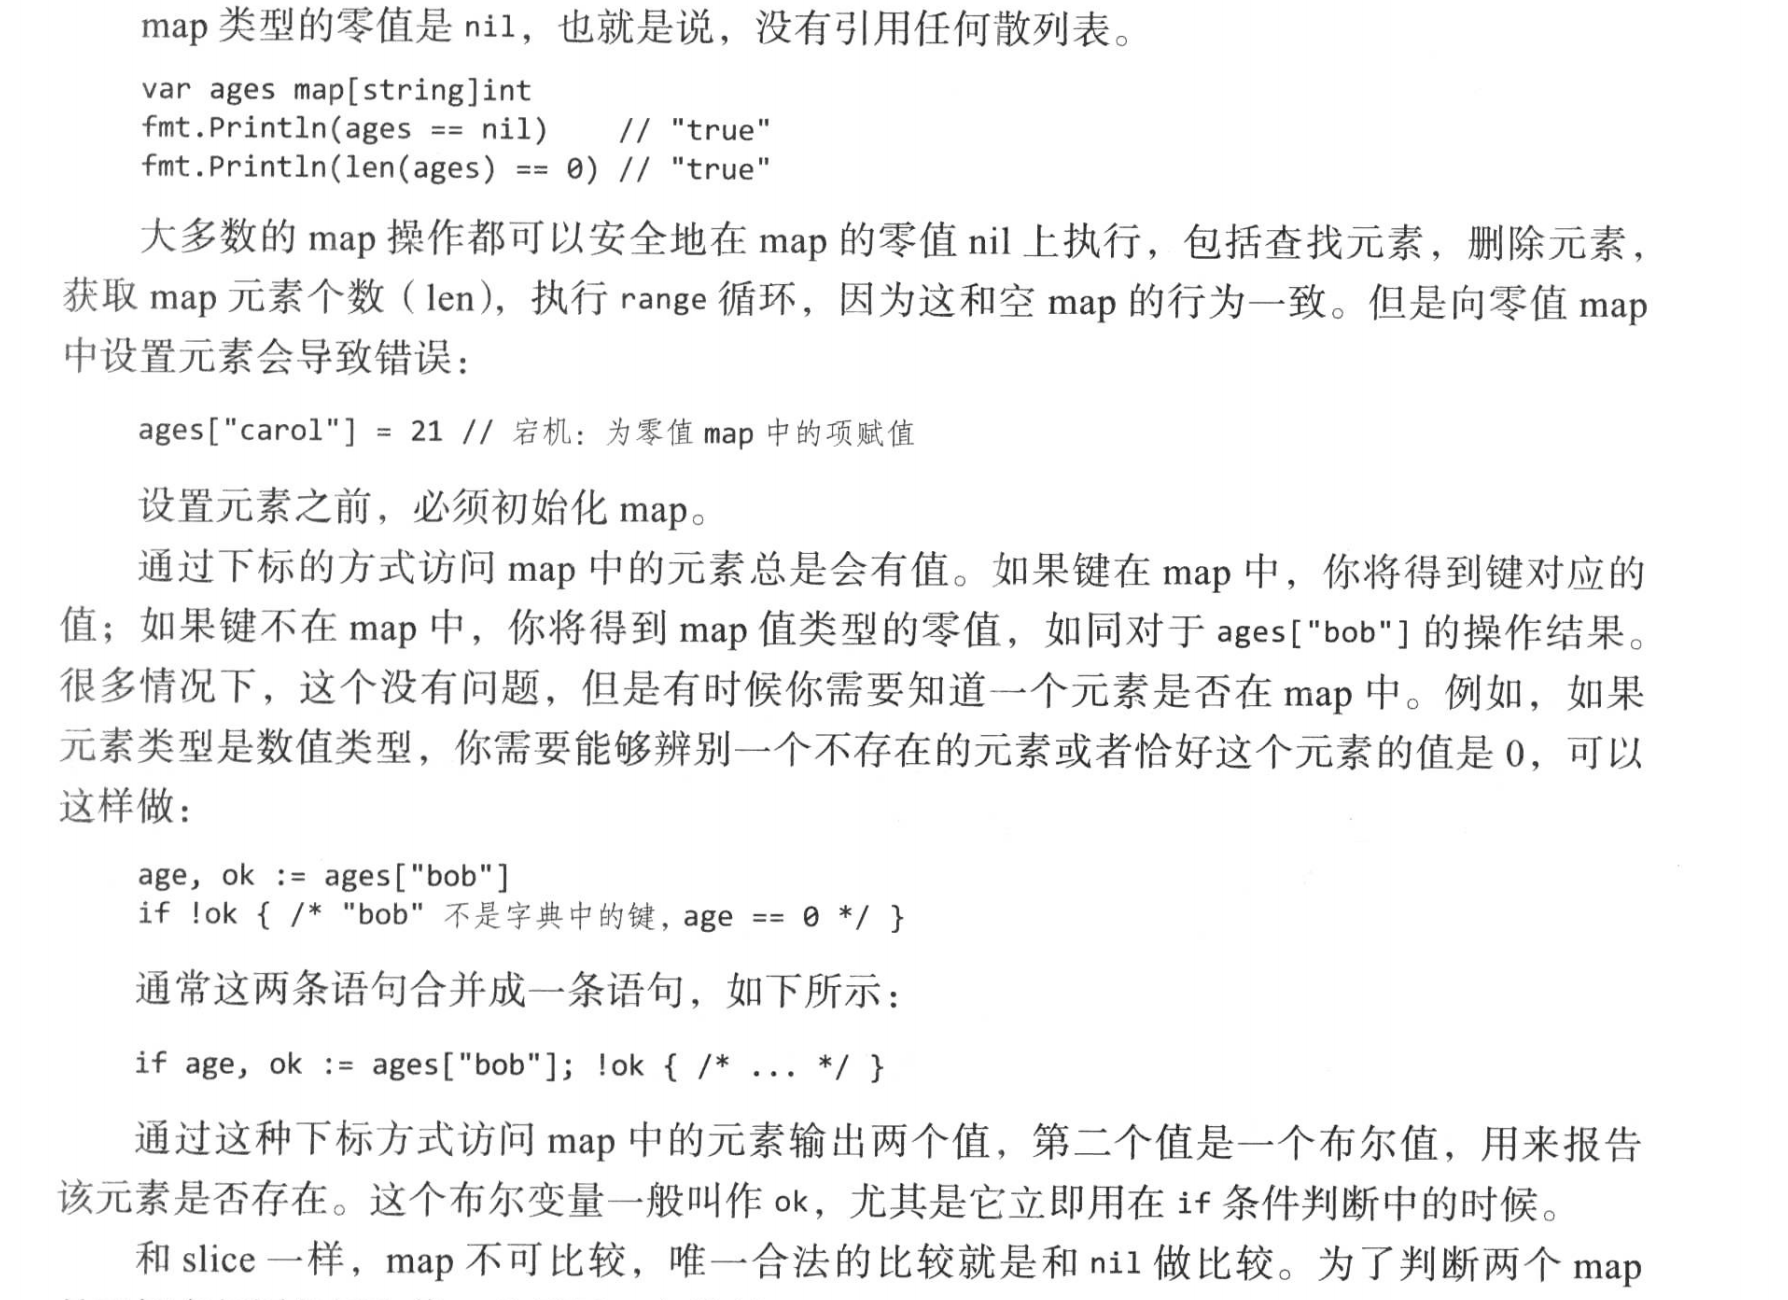 map 类型的零值是 nil，也就是说，没有引用任何散列表。
var ages map[string]int
fmt.Println(ages == nil)    // "true"
fmt.Println(len(ages) == 0) // "true"
大多数的 map 操作都可以安全地在 map 的零值 nil 上执行，包括查找元素，删除元素，
获取 map 元素个数（len），执行 range 循环，因为这和空 map 的行为一致。但是向零值 map
中设置元素会导致错误：
ages["carol"] = 21 // 宕机：为零值 map 中的项赋值
设置元素之前，必须初始化 map。
通过下标的方式访问 map 中的元素总是会有值。如果键在 map 中，你将得到键对应的
值；如果键不在 map 中，你将得到 map 值类型的零值，如同对于 ages["bob"] 的操作结果。
很多情况下，这个没有问题，但是有时候你需要知道一个元素是否在 map 中。例如，如果
元素类型是数值类型，你需要能够辨别一个不存在的元素或者恰好这个元素的值是 0，可以
这样做：
age, ok := ages["bob"]
if !ok { /* "bob" 不是字典中的键，age == 0 */ }
通常这两条语句合并成一条语句，如下所示：
if age, ok := ages["bob"]; !ok { /* ... */ }
通过这种下标方式访问 map 中的元素输出两个值，第二个值是一个布尔值，用来报告
该元素是否存在。这个布尔变量一般叫作 ok，尤其是它立即用在 if 条件判断中的时候。
和 slice 一样，map 不可比较，唯一合法的比较就是和 nil 做比较。为了判断两个 map